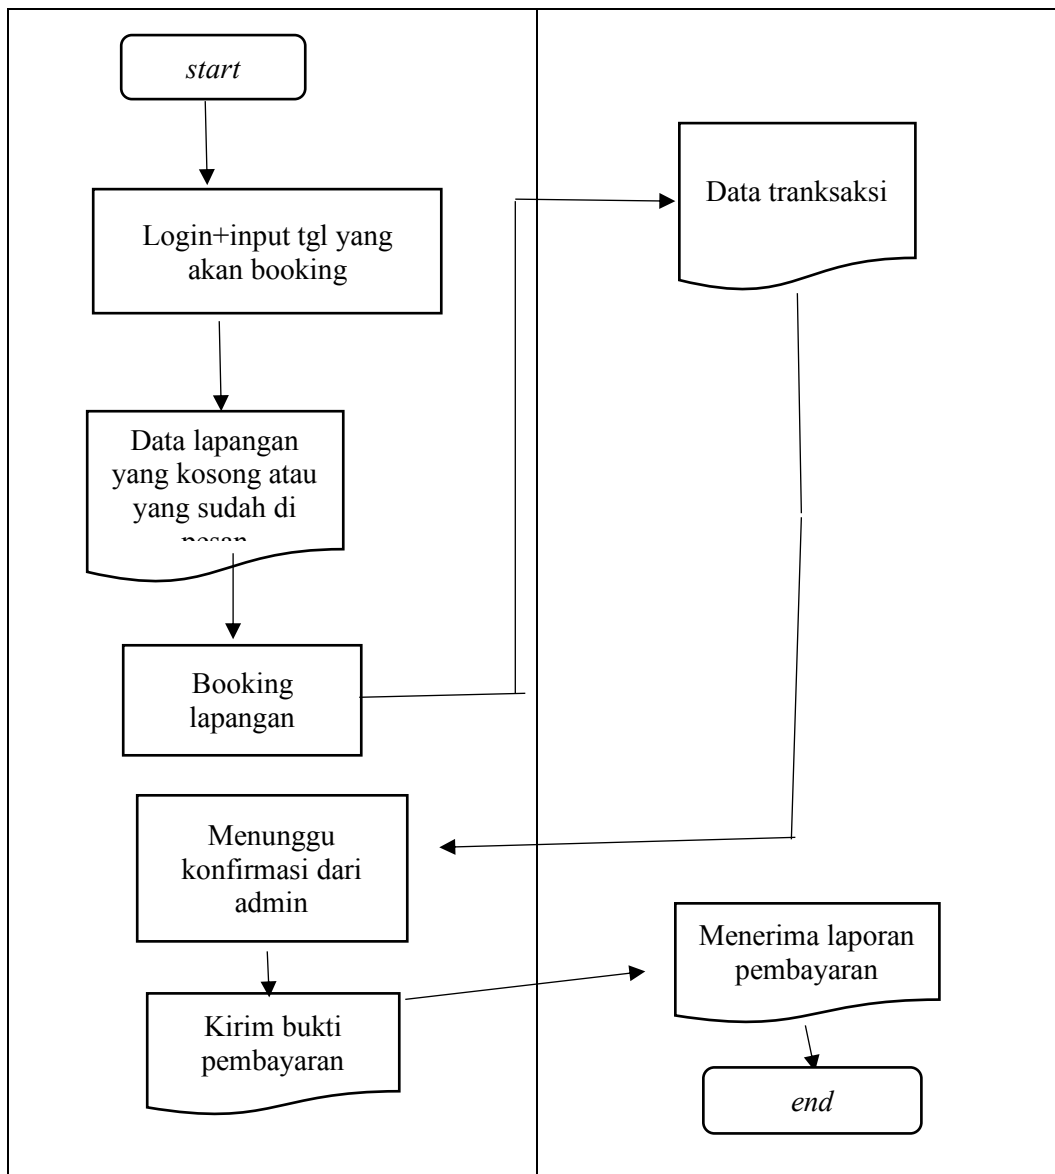 start
Login+input tgl yang
akan booking
Data lapangan
yang kosong atau
yang sudah di
Booking
lapangan
Menunggu
konfirmasi dari
admin
Kirim bukti
pembayaran
Data tranksaksi
Menerima laporan
pembayaran
end